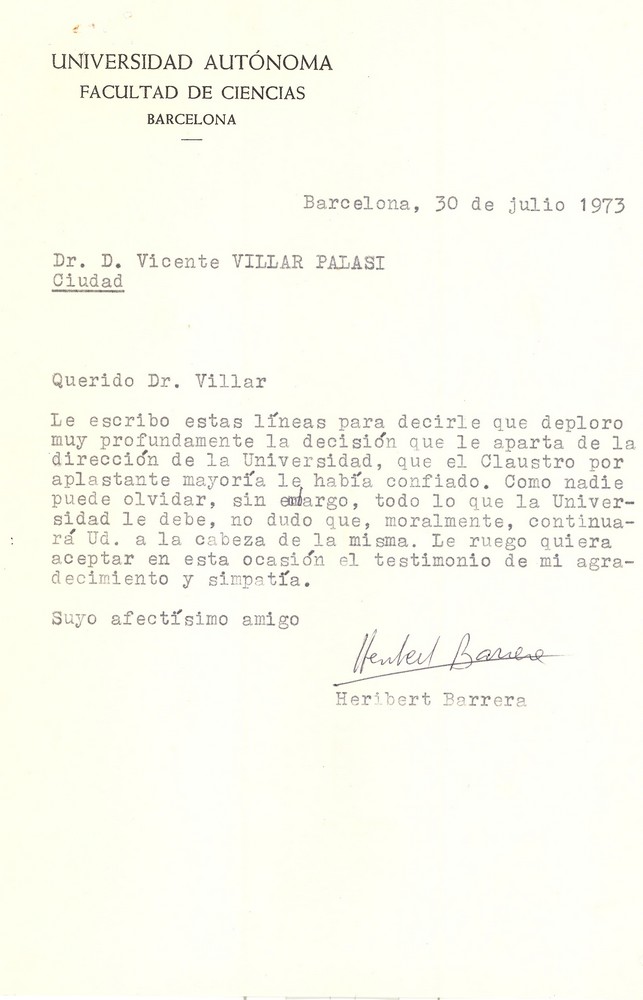 UNIVERSIDAD AUTÓNOMA
FACULTAD DE CIENCIAS
BARCELONA
Barcelona, 30 de julio 1973
Dr. D. Vicente VILLAR PALASI
Ciudad
Querido Dr. Villar
Le escribo estas líneas para decirle que deploro
muy profundamente la decisión que le aparta de la
dirección de la Universidad, que el Claustro por
aplastante mayoría le había confiado. Como nadie
puede olvidar, sin embargo, todo lo que la Univer-
sidad le debe, no dudo que, moralmente, continua-
rá Ud. a la cabeza de la misma. Le ruego quiera
aceptar en esta ocasión el testimonio de mi agra-
decimiento y simpatía.
Suyo afectísimo amigo
Heribert Barrera
Heribert Barrera